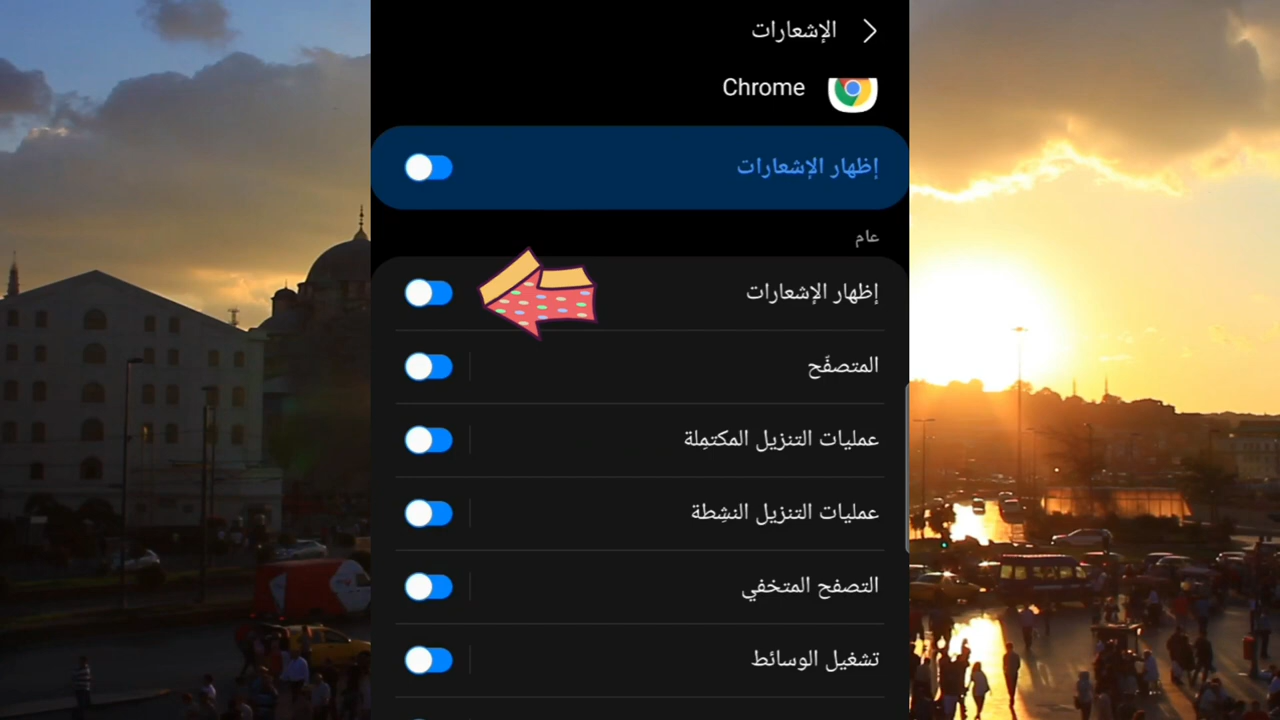 الإشعارات
Chrome
إظهار الإشعارات
عام
إظهار الإشعارات
المتصفّح
عمليات التنزيل المكتمِلة
عمليات التنزيل النشِطة
التصفح المتخفي
تشغيل الوسائط